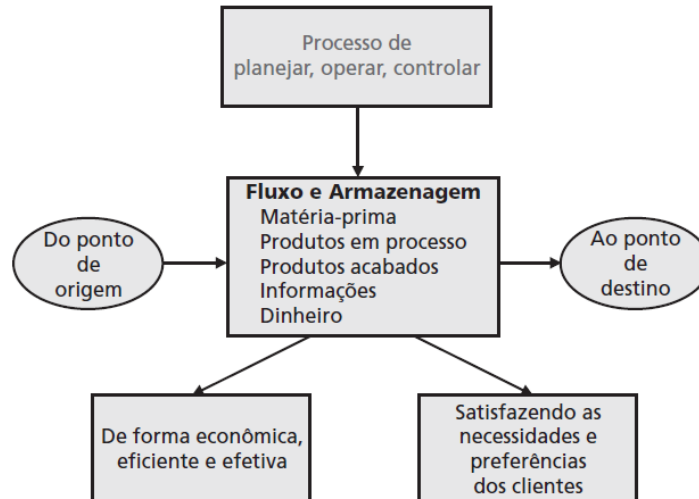 Processo de
planejar, operar, controlar
Fluxo e Armazenagem
Matéria-prima
Produtos em processo
Produtos acabados
Informações
Dinheiro
Do ponto
de
origem
Ao ponto
de
destino
De forma econômica,
eficiente e efetiva
Satisfazendo as
necessidades e
preferências
dos clientes